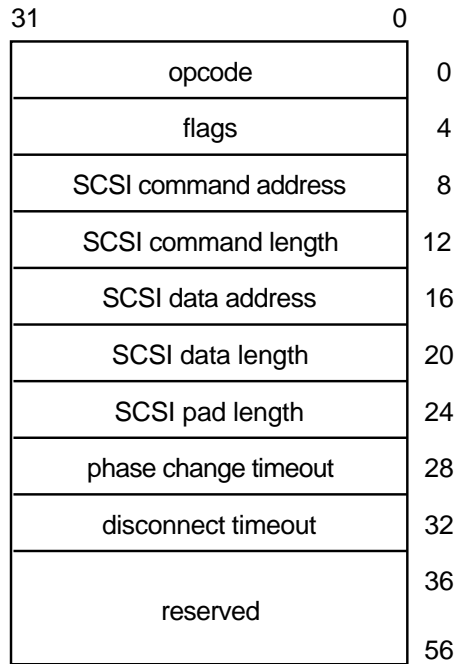 31 0
opcode 0
flags 4
SCSI command address 8
SCSI command length 12
SCSI data address 16
SCSI data length 20
SCSI pad length 24
phase change timeout 28
disconnect timeout 32
36
reserved
56